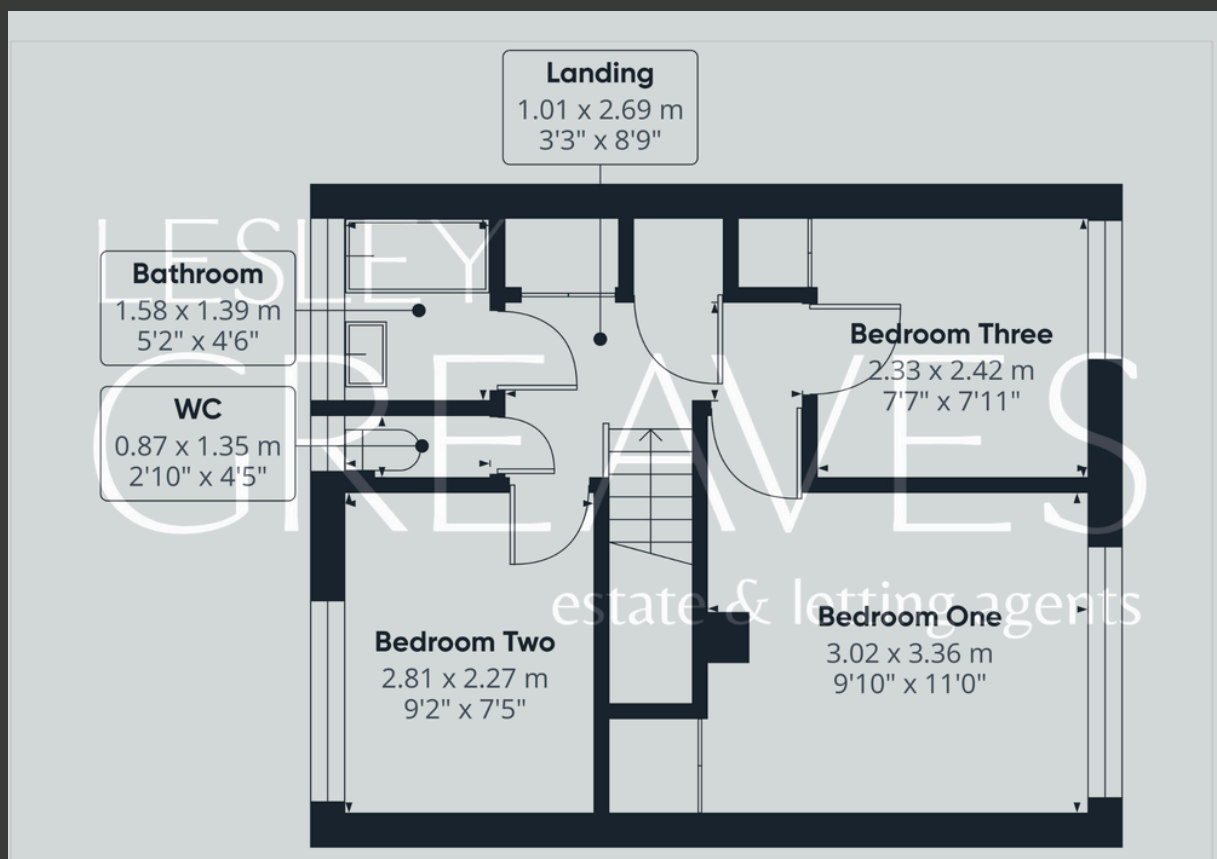 Landing
1.01 x 2.69 m
3'3" x 8'9"
LESLEY
Bathroom
1.58 x 1.39 m
5'2" x 4'6"
Bedroom Three
2.33 x 2.42 m
7'7" x 7'11"
GREAVES
WC
0.87 x 1.35 m
2'10" x 4'5"
estate & letting agents
Bedroom One
3.02 x 3.36 m
9'10" x 11'0"
Bedroom Two
2.81 x 2.27 m
9'2" x 7'5"